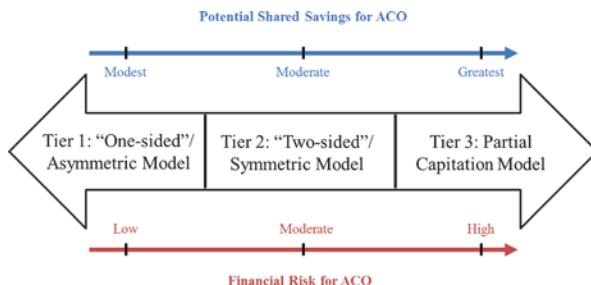 Potential Shared Savings for ACO
Modest Moderate Greatest
Tier 1: “One-sided”/ Tier 2: “Two-sided”/ Tier 3: Partial
Asymmetric Model Symmetric Model Capitation Model
Low Moderate High
Financial Risk for ACO